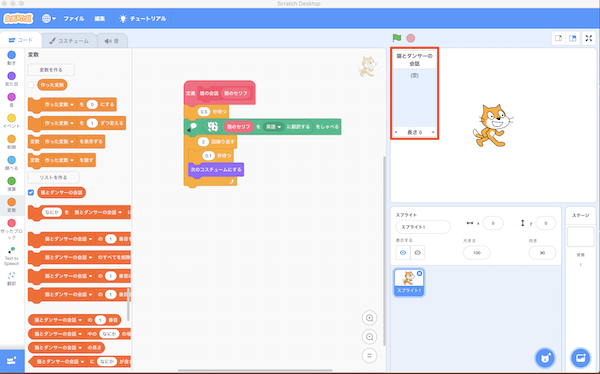 Scratch Desktop
SCRATCH
ファイル
編集
チュートリアル
コード
コスチューム
音
動き
見た目
音
イベント
制御
調べる
演算
変数
作ったブロック
Text to Speech
翻訳
変数
変数を作る
作った変数
作った変数 を 0 にする
作った変数 を 1 ずつ変える
変数 作った変数 を表示する
変数 作った変数 を隠す
リストを作る
猫とダンサーの会話
なにか を 猫とダンサーの会話 に
猫とダンサーの会話 の 1 番目を
猫とダンサーの会話 のすべてを削除
猫とダンサーの会話 の 1 番目に
猫とダンサーの会話 の 1 番目
猫とダンサーの会話 の 1 番目
猫とダンサーの会話 中の なにか の場
猫とダンサーの会話 の長さ
猫とダンサーの会話 に なにか が含
定義 猫の会話 猫のセリフ
0.5 秒待つ
猫のセリフ を 英語 に翻訳する をしゃべる
2 回繰り返す
0.1 秒待つ
次のコスチュームにする
猫とダンサーの
会話
(空)
長さ 0
スプライト
スプライト1
x 0
y 0
表示する
大きさ
100
向き
90
スプライト1
ステージ
背景
1